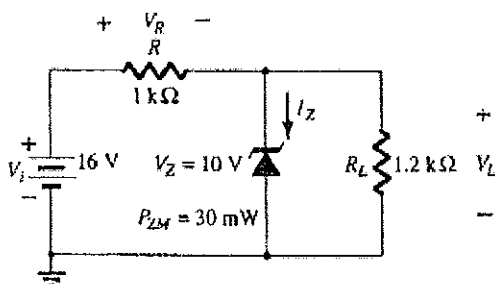 + V_R −
R
1 kΩ
I_Z
+
V_i
−
16 V
V_Z = 10 V
P_ZM = 30 mW
R_L
1.2 kΩ
+
V_L
−